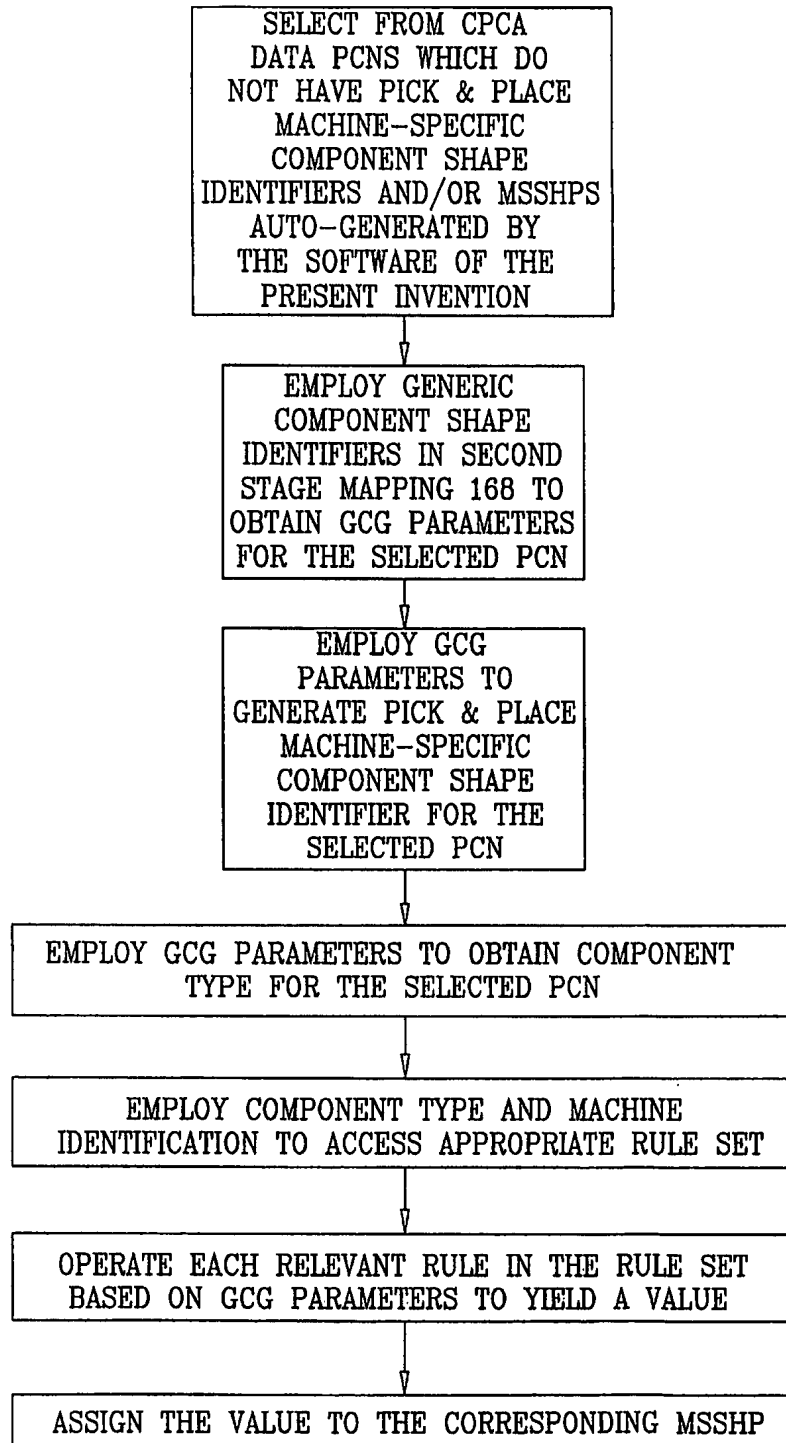 SELECT FROM CPCA
DATA PCNS WHICH DO
NOT HAVE PICK & PLACE
MACHINE-SPECIFIC
COMPONENT SHAPE
IDENTIFIERS AND/OR MSSHPS
AUTO-GENERATED BY
THE SOFTWARE OF THE
PRESENT INVENTION
EMPLOY GENERIC
COMPONENT SHAPE
IDENTIFIERS IN SECOND
STAGE MAPPING 168 TO
OBTAIN GCG PARAMETERS
FOR THE SELECTED PCN
EMPLOY GCG
PARAMETERS TO
GENERATE PICK & PLACE
MACHINE-SPECIFIC
COMPONENT SHAPE
IDENTIFIER FOR THE
SELECTED PCN
EMPLOY GCG PARAMETERS TO OBTAIN COMPONENT
TYPE FOR THE SELECTED PCN
EMPLOY COMPONENT TYPE AND MACHINE
IDENTIFICATION TO ACCESS APPROPRIATE RULE SET
OPERATE EACH RELEVANT RULE IN THE RULE SET
BASED ON GCG PARAMETERS TO YIELD A VALUE
ASSIGN THE VALUE TO THE CORRESPONDING MSSHP